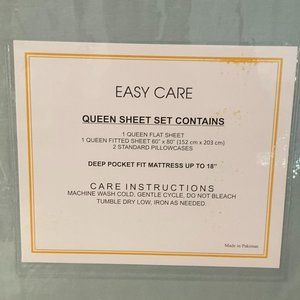 EASY CARE
QUEEN SHEET SET CONTAINS
1 QUEEN FLAT SHEET
1 QUEEN FITTED SHEET 60" x 80" (152 cm x 203 cm)
2 STANDARD PILLOWCASES
DEEP POCKET FIT MATTRESS UP TO 18"
CARE INSTRUCTIONS
MACHINE WASH COLD, GENTLE CYCLE, DO NOT BLEACH
TUMBLE DRY LOW, IRON AS NEEDED.
Made in Pakistan